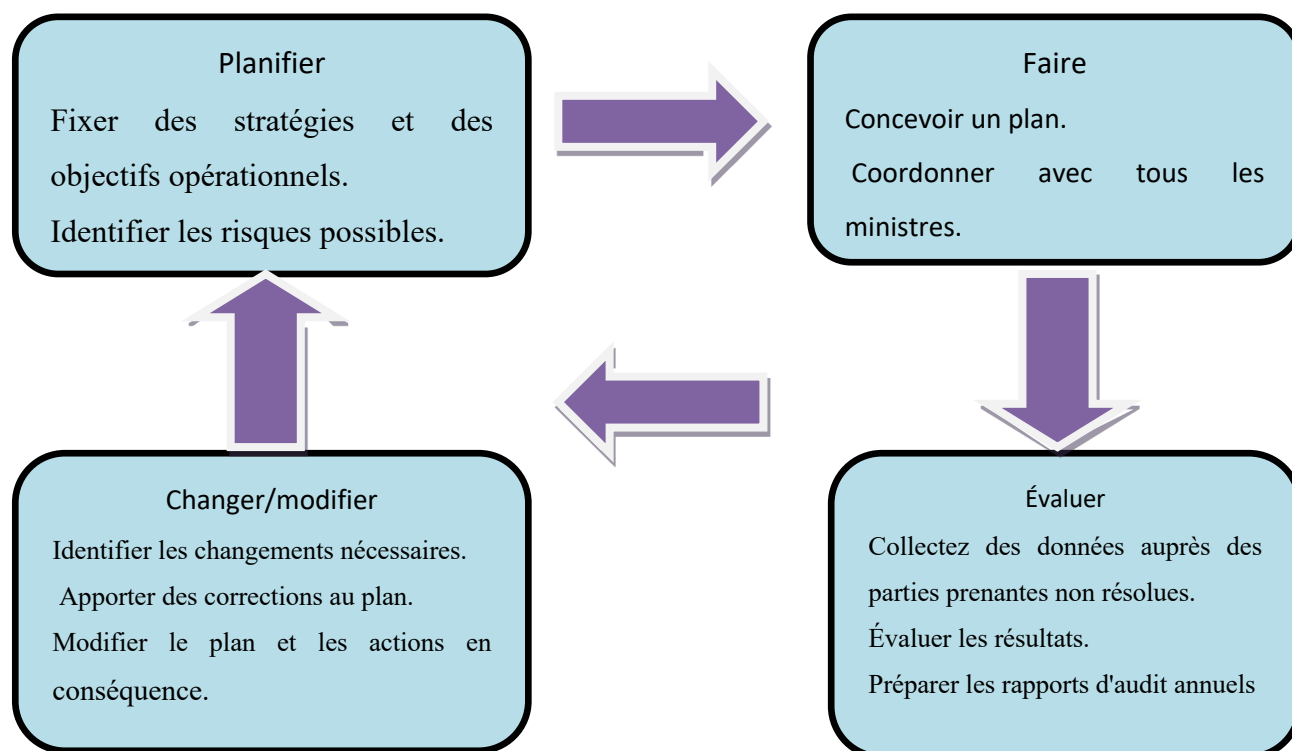 Planifier
Fixer des stratégies et des
objectifs opérationnels.
Identifier les risques possibles.
Faire
Concevoir un plan.
Coordonner avec tous les
ministres.
Changer/modifier
Identifier les changements nécessaires.
Apporter des corrections au plan.
Modifier le plan et les actions en
conséquence.
Évaluer
Collectez des données auprès des
parties prenantes non résolues.
Évaluer les résultats.
Préparer les rapports d'audit annuels